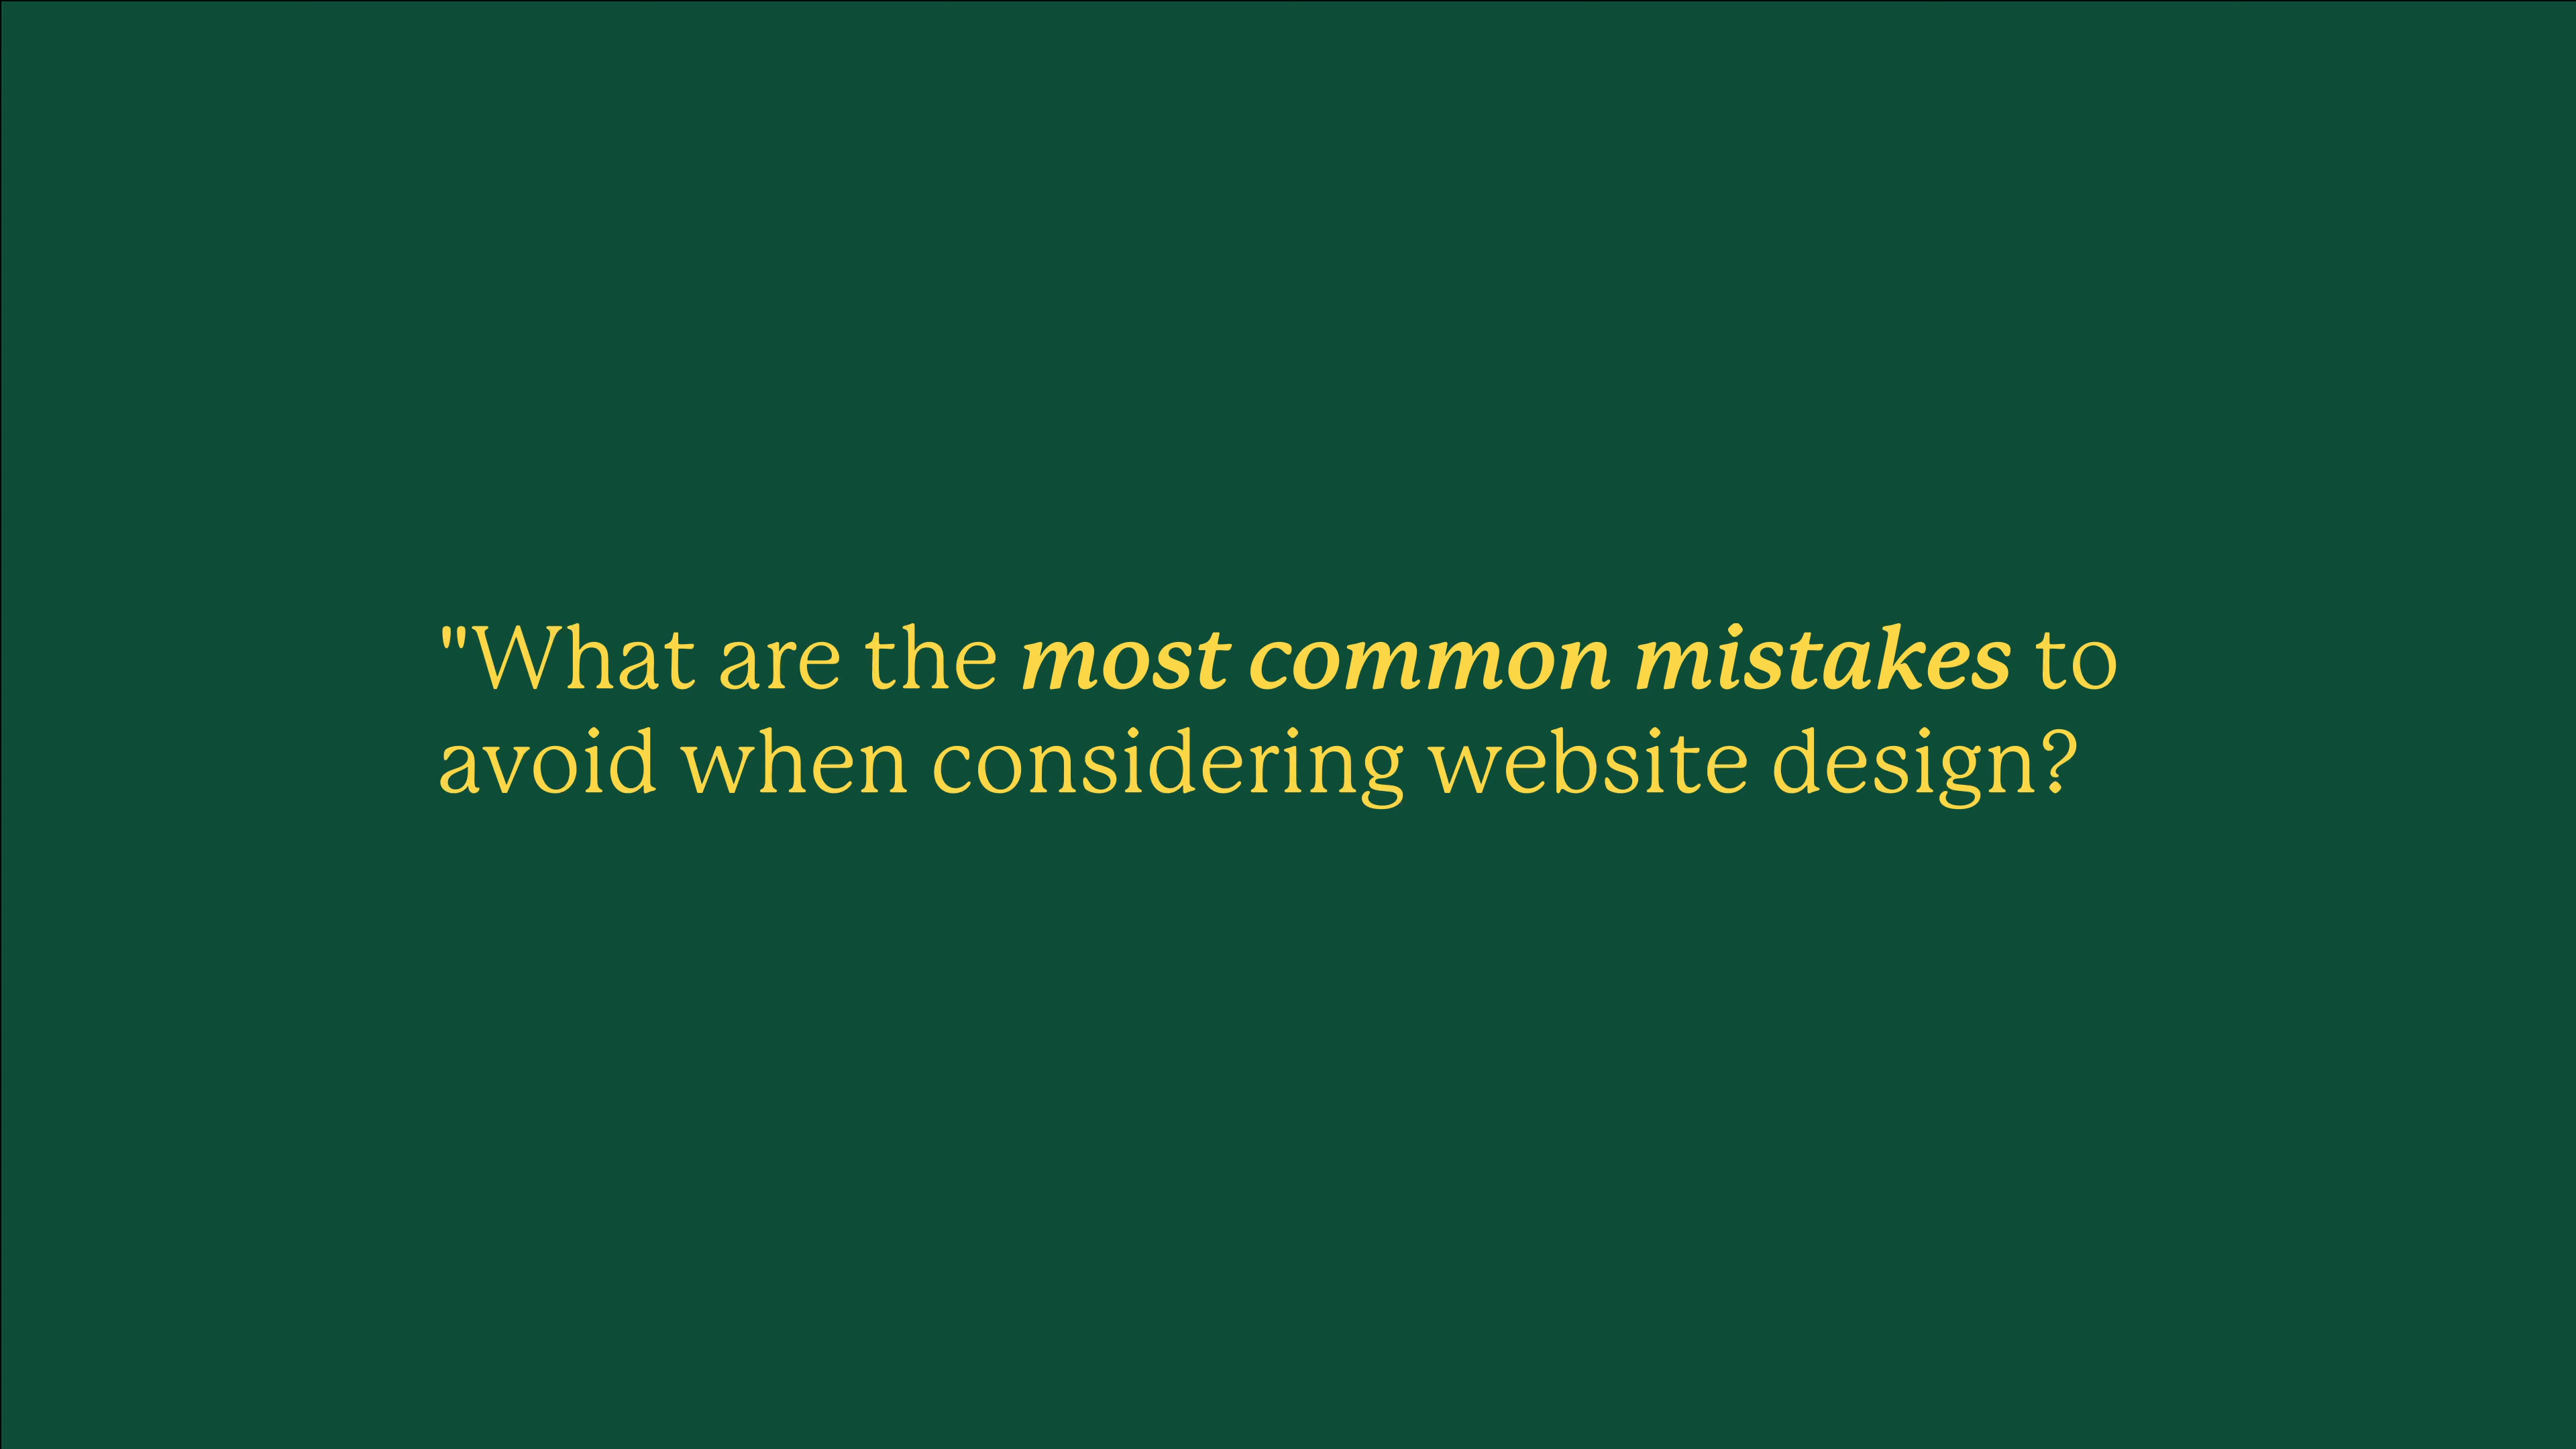 "What are the most common mistakes to
avoid when considering website design?